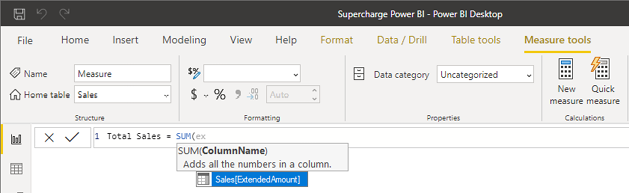 Supercharge Power BI - Power BI Desktop
File Home Insert Modeling View Help Format Data / Drill Table tools Measure tools
Name Measure $% Data category Uncategorized
Home table Sales $ % 9 .00 Auto New measure Quick measure
Structure Formatting Properties Calculations
1 Total Sales = SUM(ex
SUM(ColumnName)
Adds all the numbers in a column.
Sales[ExtendedAmount]